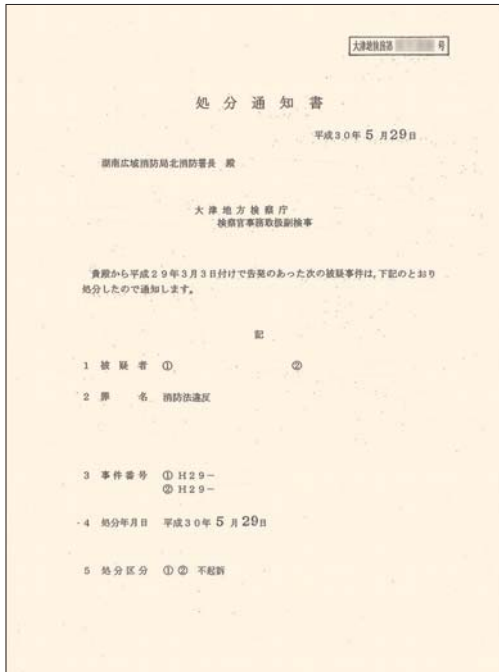 大津地検務第 号
処分通知書
平成30年5月29日
湖南広域消防局北消防署長 殿
大津地方検察庁
検察官事務取扱副検事
貴殿から平成29年3月3日付けで告発のあった次の被疑事件は,下記のとおり
処分したので通知します。
記
1 被疑者 ① ②
2 罪名 消防法違反
3 事件番号 ①H29-
②H29-
4 処分年月日 平成30年5月29日
5 処分区分 ①② 不起訴